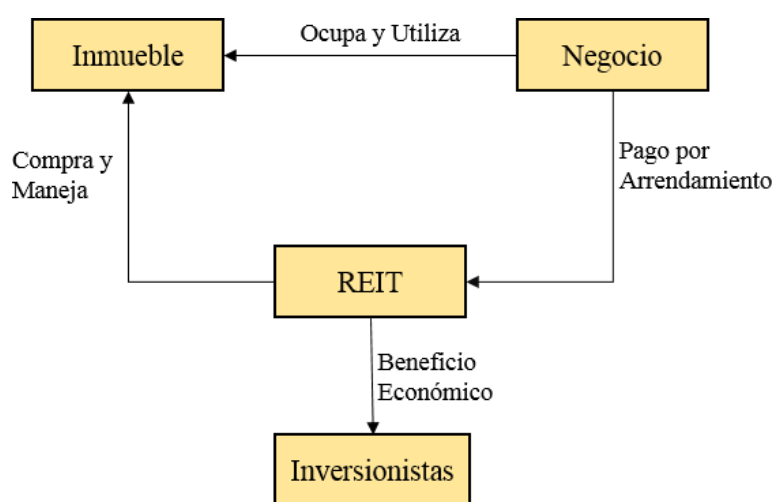 Ocupa y Utiliza
Inmueble
Negocio
Compra y
Maneja
Pago por
Arrendamiento
REIT
Beneficio
Económico
Inversionistas